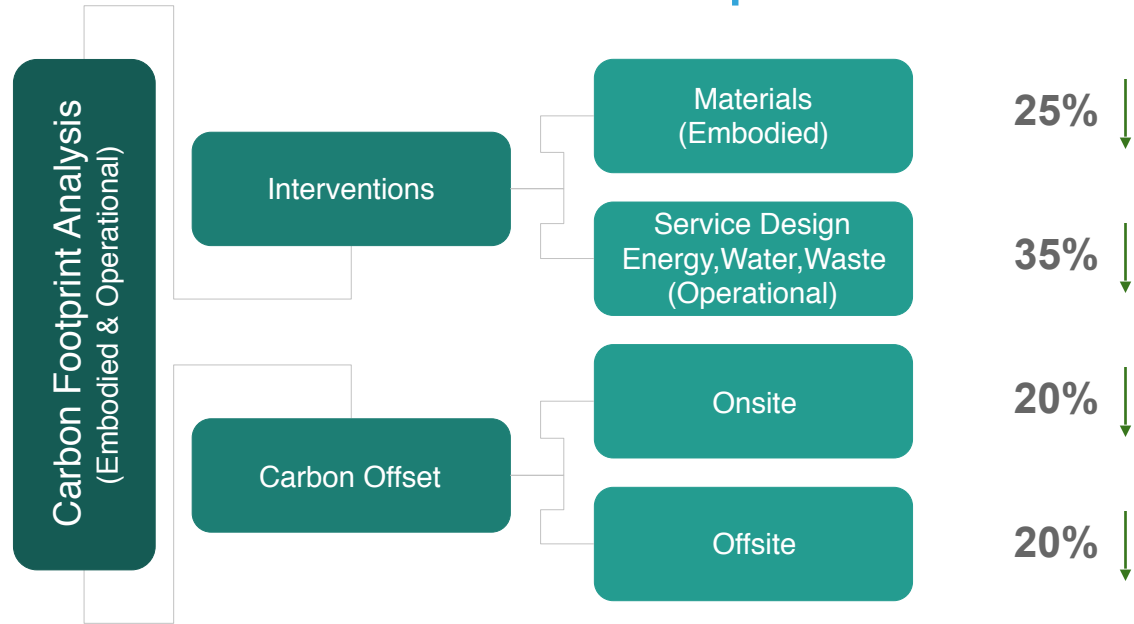 Carbon Footprint Analysis
(Embodied & Operational)
Interventions
Materials
(Embodied)
25%
Service Design
Energy,Water,Waste
(Operational)
35%
Carbon Offset
Onsite
20%
Offsite
20%